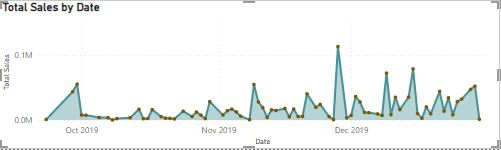 Total Sales by Date
Total Sales
0.1M
0.0M
Oct 2019
Nov 2019
Dec 2019
Date